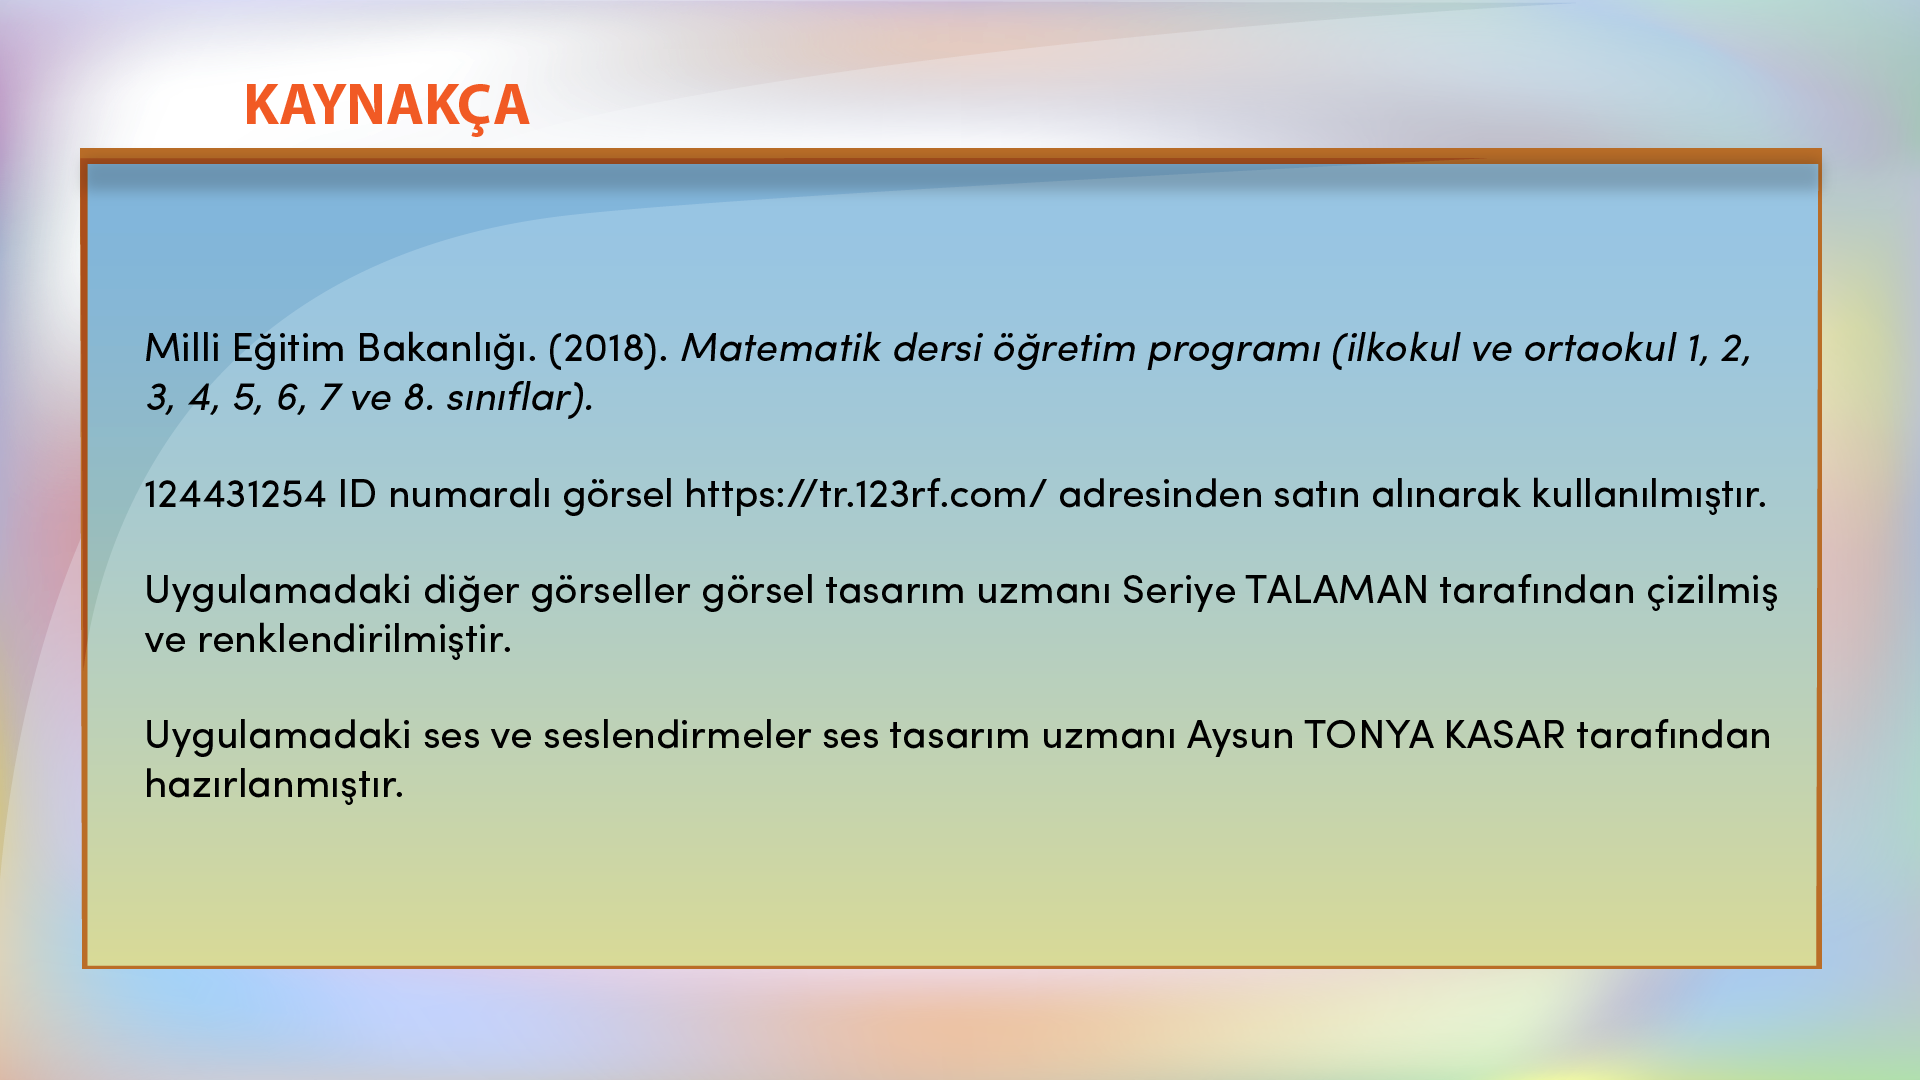 KAYNAKÇA
Milli Eğitim Bakanlığı. (2018). Matematik dersi öğretim programı (ilkokul ve ortaokul 1, 2,
3, 4, 5, 6, 7 ve 8. sınıflar).
124431254 ID numaralı görsel https://tr.123rf.com/ adresinden satın alınarak kullanılmıştır.
Uygulamadaki diğer görseller görsel tasarım uzmanı Seriye TALAMAN tarafından çizilmiş
ve renklendirilmiştir.
Uygulamadaki ses ve seslendirmeler ses tasarım uzmanı Aysun TONYA KASAR tarafından
hazırlanmıştır.